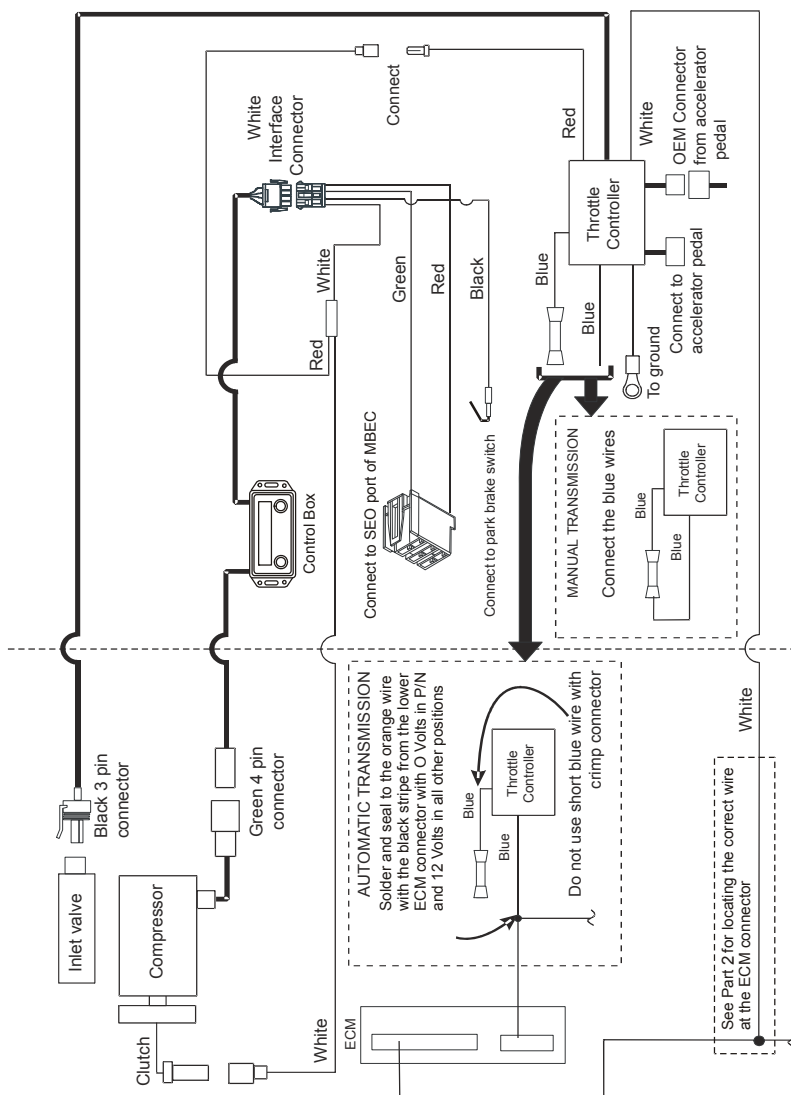 Inlet valve
Black 3 pin
connector
Compressor
Green 4 pin
connector
Clutch
White
Control Box
White
Interface
Connector
Connect
Red
White
Red
Green
Red
Black
Connect to SEO port of MBEC
Connect to park brake switch
Blue
Blue
Throttle
Controller
White
OEM Connector
from accelerator
pedal
Connect to
accelerator pedal
To ground
MANUAL TRANSMISSION
Connect the blue wires
Blue
Blue
Throttle
Controller
AUTOMATIC TRANSMISSION
Solder and seal to the orange wire
with the black stripe from the lower
ECM connector with O Volts in P/N
and 12 Volts in all other positions
Blue
Blue
Throttle
Controller
Do not use short blue wire with
crimp connector
ECM
White
See Part 2 for locating the correct wire
at the ECM connector